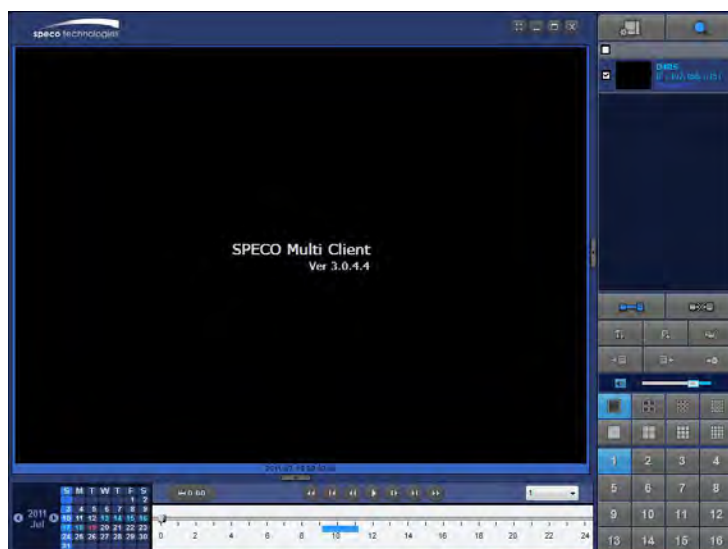 speco technologies
SPECO Multi Client
Ver 3.0.4.4
2011
Jul
S M T W T F S
1 2
3 4 5 6 7 8 9
10 11 12 13 14 15 16
17 18 19 20 21 22 23
24 25 26 27 28 29 30
31
1
0 2 4 6 8 10 12 14 16 18 20 22 24
1 2 3 4
5 6 7 8
9 10 11 12
13 14 15 16